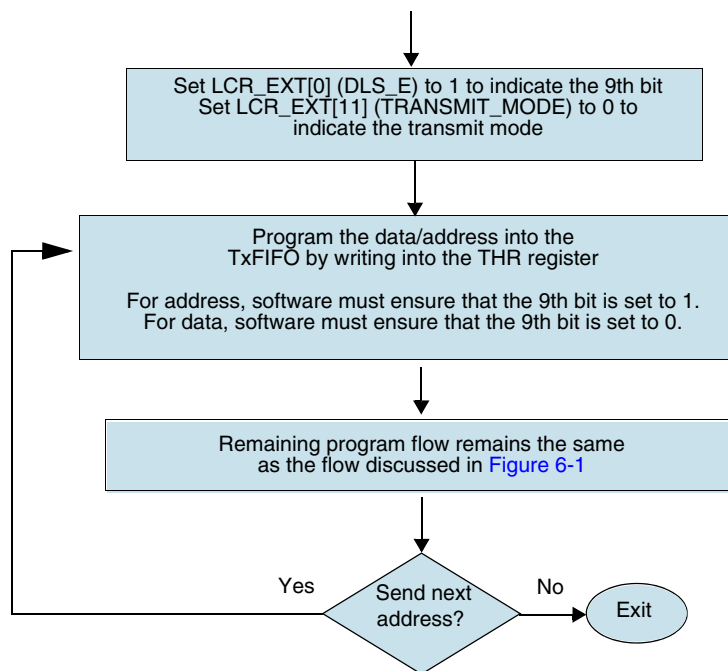 Set LCR_EXT[0] (DLS_E) to 1 to indicate the 9th bit
Set LCR_EXT[11] (TRANSMIT_MODE) to 0 to
indicate the transmit mode
Program the data/address into the
TxFIFO by writing into the THR register
For address, software must ensure that the 9th bit is set to 1.
For data, software must ensure that the 9th bit is set to 0.
Remaining program flow remains the same
as the flow discussed in Figure 6-1
Yes
Send next
address?
No
Exit